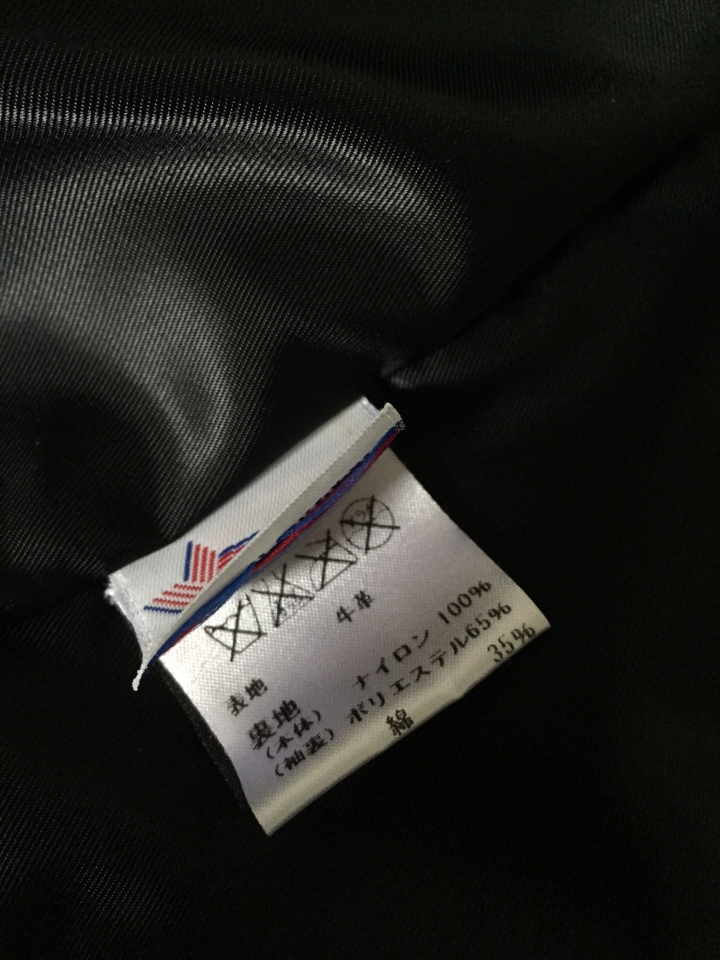 表地 牛革
裏地
(本体) ナイロン 100%
(袖裏) ポリエステル65%
綿 35%